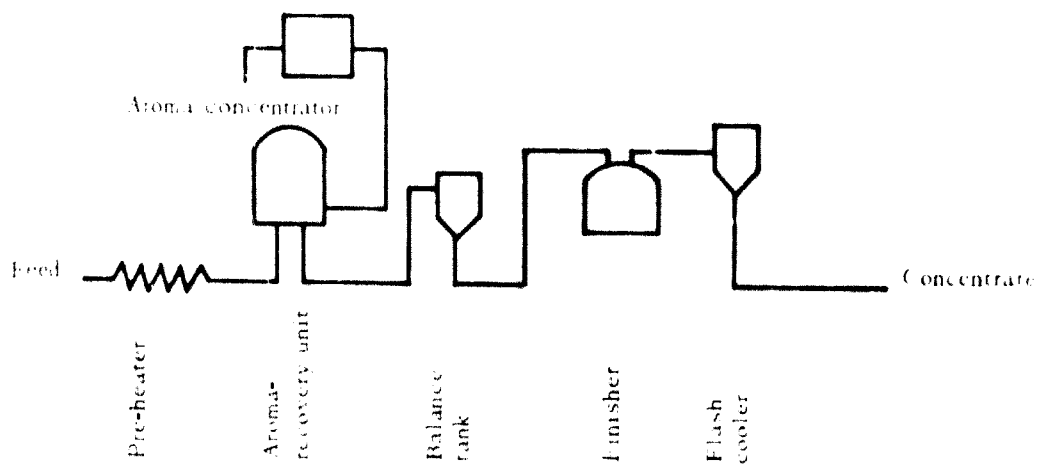 Aroma concentrator
Feed
Concentrate
Pre-heater
Aroma-
recovery unit
Balance
tank
Finisher
Flash
cooler